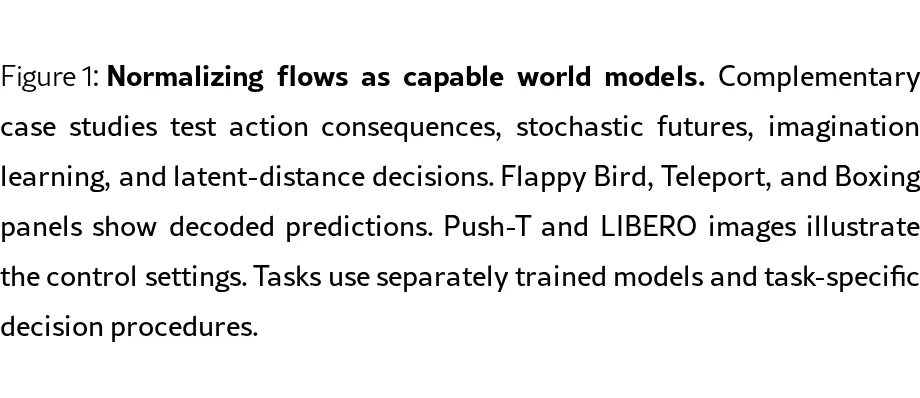 Figure 1: Normalizing flows as capable world models. Complementary
case studies test action consequences, stochastic futures, imagination
learning, and latent-distance decisions. Flappy Bird, Teleport, and Boxing
panels show decoded predictions. Push-T and LIBERO images illustrate
the control settings. Tasks use separately trained models and task-specific
decision procedures.